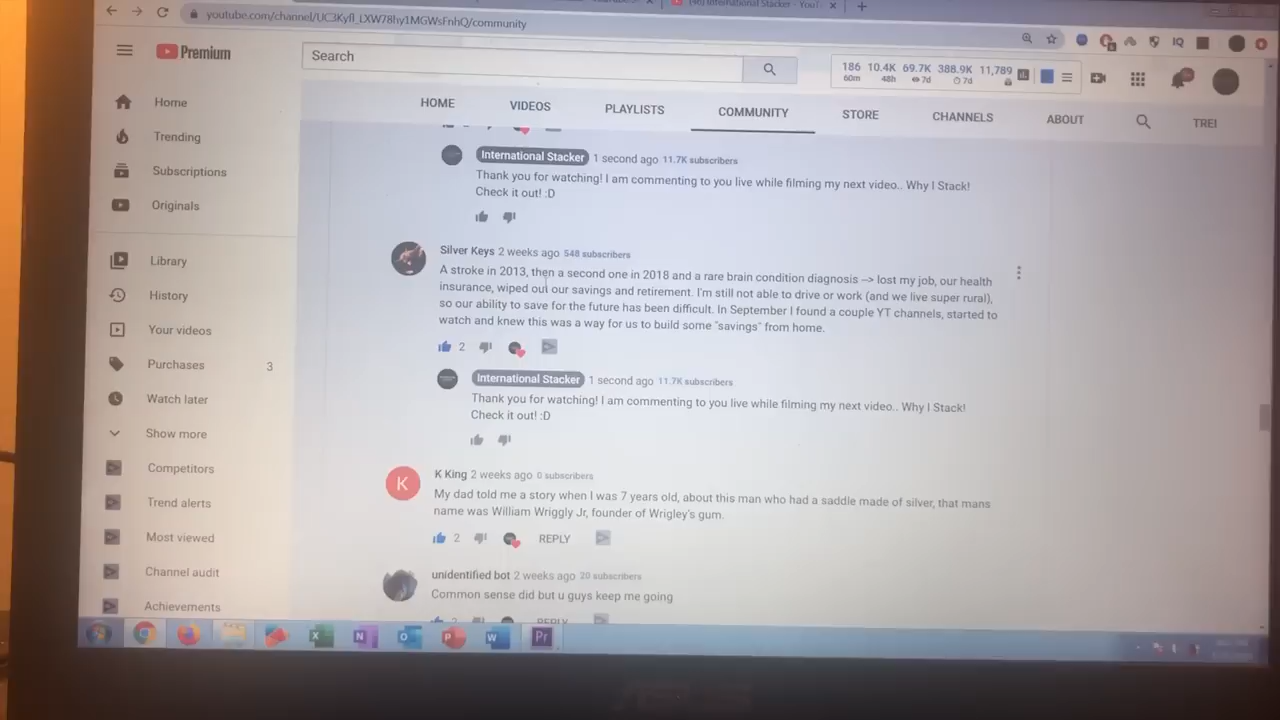 International Stacker - YouT
youtube.com/channel/UC3Kyfl_LXW78hy1MGWsFnhQ/community
Premium
Search
186 10.4K 69.7K 388.9K 11,789
60m 48h 7d 7d
HOME VIDEOS PLAYLISTS COMMUNITY STORE CHANNELS ABOUT TREI
Home
Trending
Subscriptions
Originals
Library
History
Your videos
Purchases 3
Watch later
Show more
Competitors
Trend alerts
Most viewed
Channel audit
Achievements
International Stacker 1 second ago 11.7K subscribers
Thank you for watching! I am commenting to you live while filming my next video.. Why I Stack!
Check it out! :D
Silver Keys 2 weeks ago 548 subscribers
A stroke in 2013, then a second one in 2018 and a rare brain condition diagnosis --> lost my job, our health
insurance, wiped out our savings and retirement. I'm still not able to drive or work (and we live super rural),
so our ability to save for the future has been difficult. In September I found a couple YT channels, started to
watch and knew this was a way for us to build some "savings" from home.
2
International Stacker 1 second ago 11.7K subscribers
Thank you for watching! I am commenting to you live while filming my next video.. Why I Stack!
Check it out! :D
K
K King 2 weeks ago 0 subscribers
My dad told me a story when I was 7 years old, about this man who had a saddle made of silver, that mans
name was William Wriggly Jr, founder of Wrigley's gum.
2 REPLY
unidentified bot 2 weeks ago 20 subscribers
Common sense did but u guys keep me going
2 REPLY
X N O P W Pr